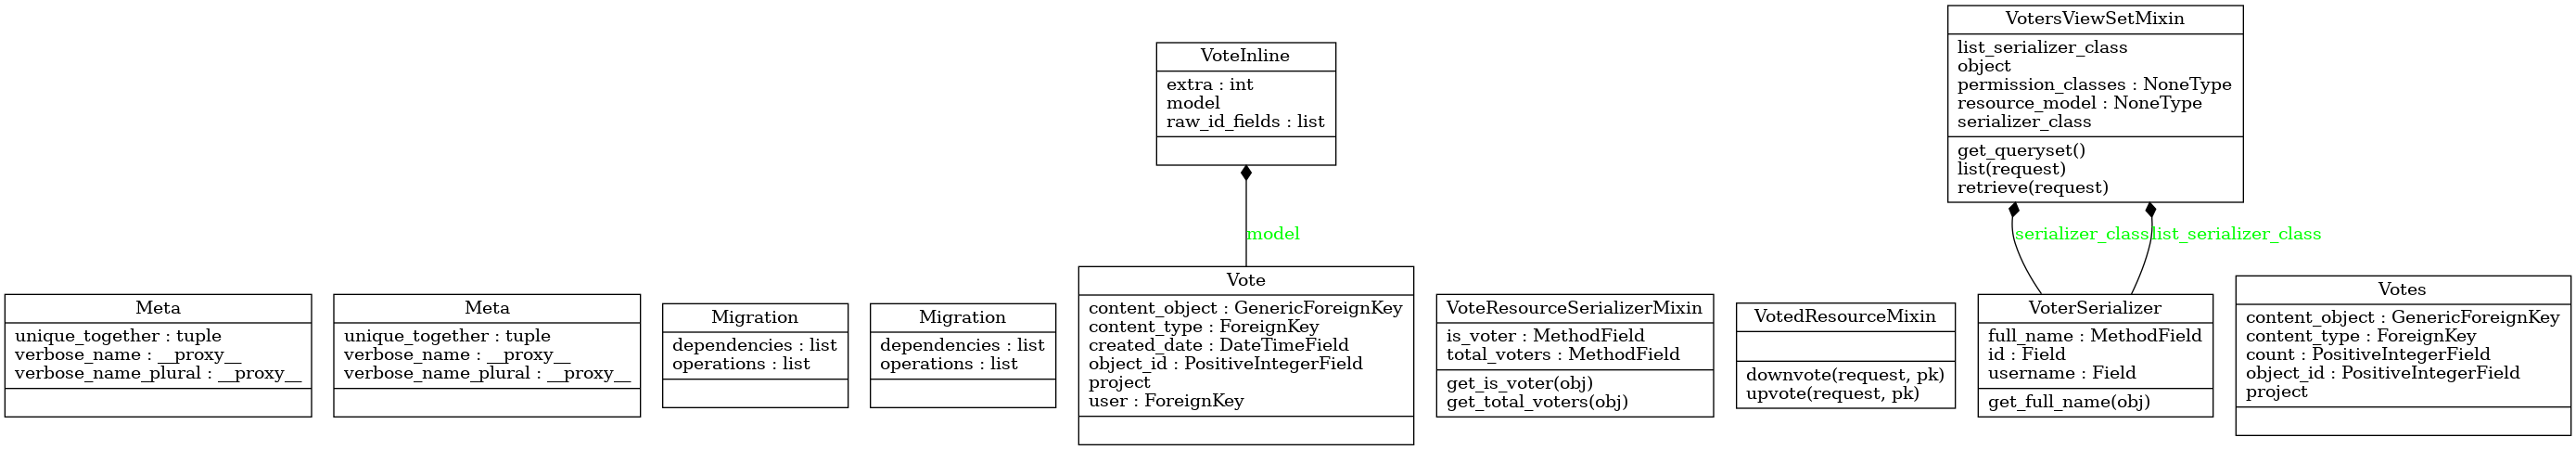 VotersViewSetMixin
list_serializer_class
object
permission_classes : NoneType
resource_model : NoneType
serializer_class
get_queryset()
list(request)
retrieve(request)
VoteInline
extra : int
model
raw_id_fields : list
model
serializer_class
list_serializer_class
Meta
unique_together : tuple
verbose_name : __proxy__
verbose_name_plural : __proxy__
Meta
unique_together : tuple
verbose_name : __proxy__
verbose_name_plural : __proxy__
Migration
dependencies : list
operations : list
Migration
dependencies : list
operations : list
Vote
content_object : GenericForeignKey
content_type : ForeignKey
created_date : DateTimeField
object_id : PositiveIntegerField
project
user : ForeignKey
VoteResourceSerializerMixin
is_voter : MethodField
total_voters : MethodField
get_is_voter(obj)
get_total_voters(obj)
VotedResourceMixin
downvote(request, pk)
upvote(request, pk)
VoterSerializer
full_name : MethodField
id : Field
username : Field
get_full_name(obj)
Votes
content_object : GenericForeignKey
content_type : ForeignKey
count : PositiveIntegerField
object_id : PositiveIntegerField
project